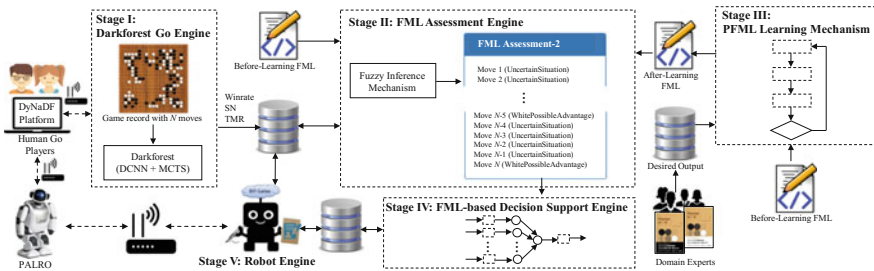 Stage I:
Darkforest Go Engine
Game record with N moves
Darkforest
(DCNN + MCTS)
DyNaDF
Platform
Human Go
Players
PALRO
Before-Learning FML
Winrate
SN
TMR
Stage II: FML Assessment Engine
Fuzzy Inference
Mechanism
FML Assessment-2
Move 1 (UncertainSituation)
Move 2 (UncertainSituation)
Move N-5 (WhitePossibleAdvantage)
Move N-4 (UncertainSituation)
Move N-3 (UncertainSituation)
Move N-2 (UncertainSituation)
Move N-1 (UncertainSituation)
Move N (WhitePossibleAdvantage)
Stage III:
PFML Learning Mechanism
After-Learning
FML
Desired Output
Before-Learning FML
Domain Experts
Stage IV: FML-based Decision Support Engine
Stage V: Robot Engine